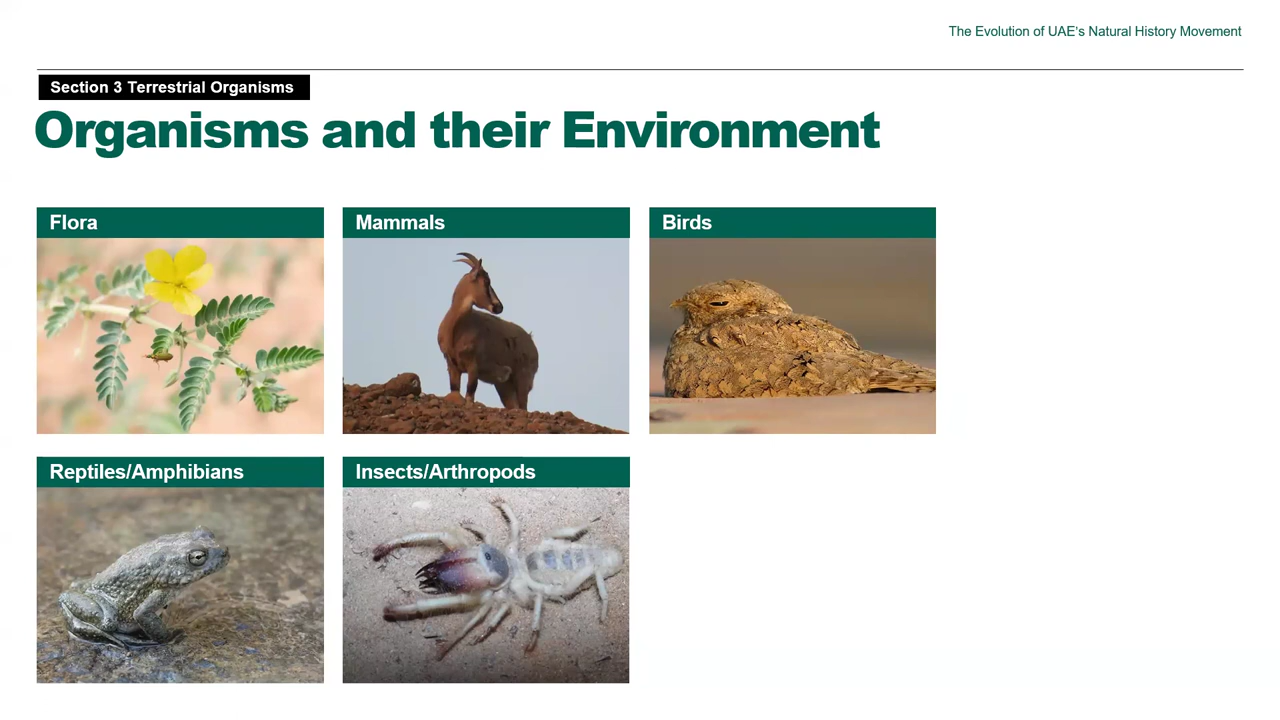 The Evolution of UAE's Natural History Movement
Section 3 Terrestrial Organisms
Organisms and their Environment
Flora
Mammals
Birds
Reptiles/Amphibians
Insects/Arthropods